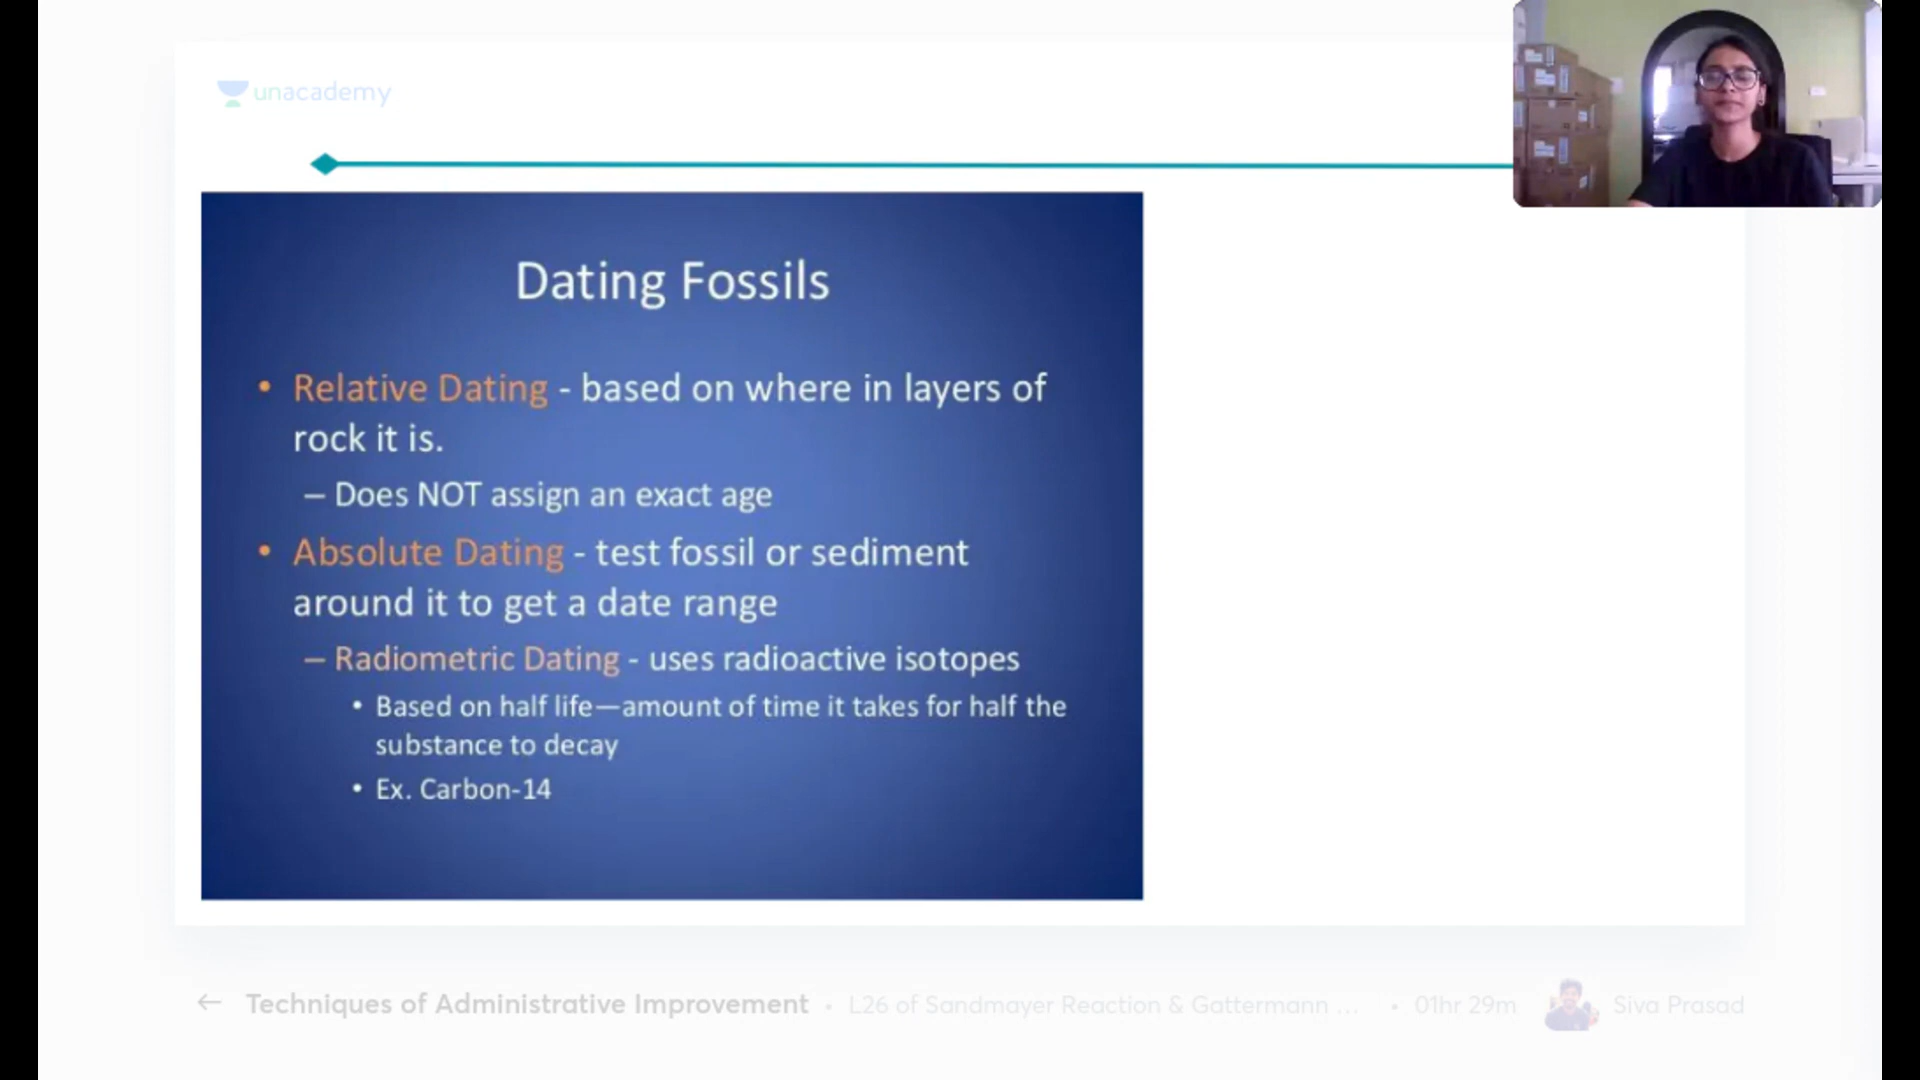 unacademy
Dating Fossils
• Relative Dating - based on where in layers of
rock it is.
– Does NOT assign an exact age
• Absolute Dating - test fossil or sediment
around it to get a date range
– Radiometric Dating - uses radioactive isotopes
• Based on half life—amount of time it takes for half the
substance to decay
• Ex. Carbon-14
← Techniques of Administrative Improvement • L26 of Sandmayer Reaction & Gattermann ... • 01hr 29m Siva Prasad